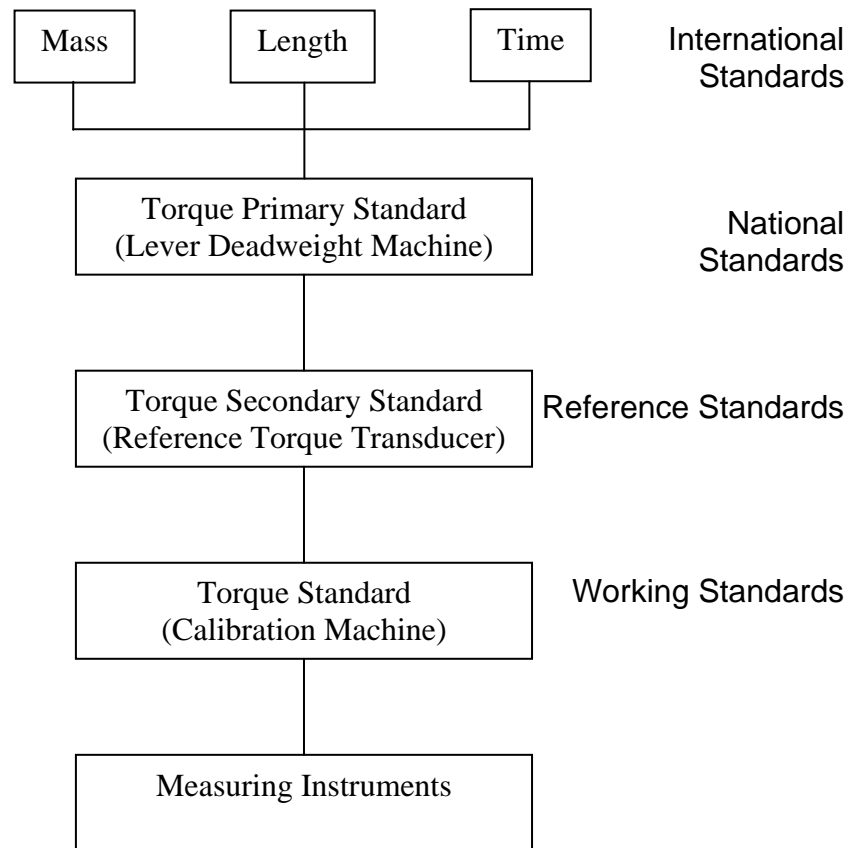 Mass
Length
Time
International
Standards
Torque Primary Standard
(Lever Deadweight Machine)
National
Standards
Torque Secondary Standard
(Reference Torque Transducer)
Reference Standards
Torque Standard
(Calibration Machine)
Working Standards
Measuring Instruments